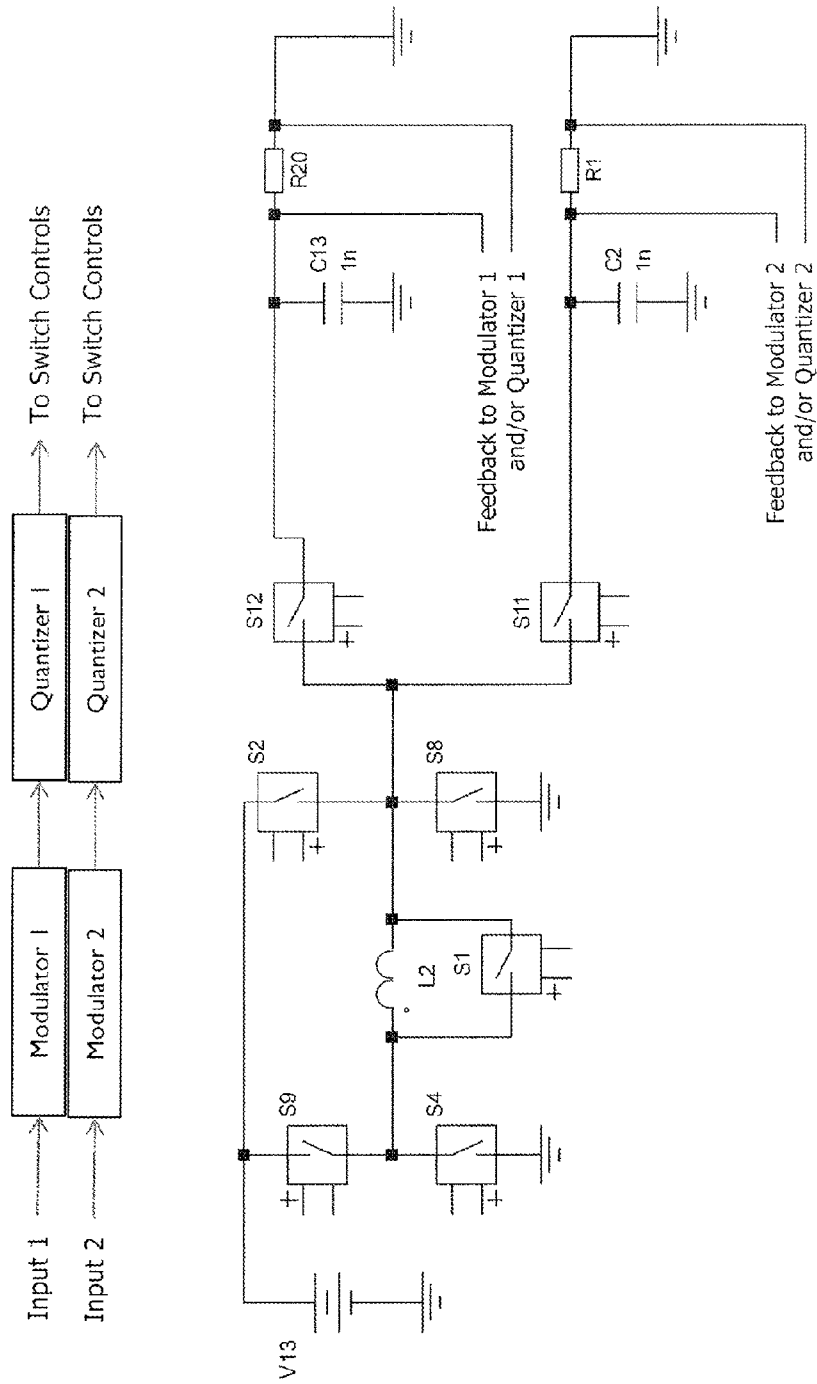 Input 1
Modulator 1
Quantizer 1
To Switch Controls
Input 2
Modulator 2
Quantizer 2
To Switch Controls
V13
S9
S4
L2
S1
+
+
+
S2
S8
+
+
S12
S11
+
+
C13
1n
R20
Feedback to Modulator 1
and/or Quantizer 1
C2
1n
R1
Feedback to Modulator 2
and/or Quantizer 2